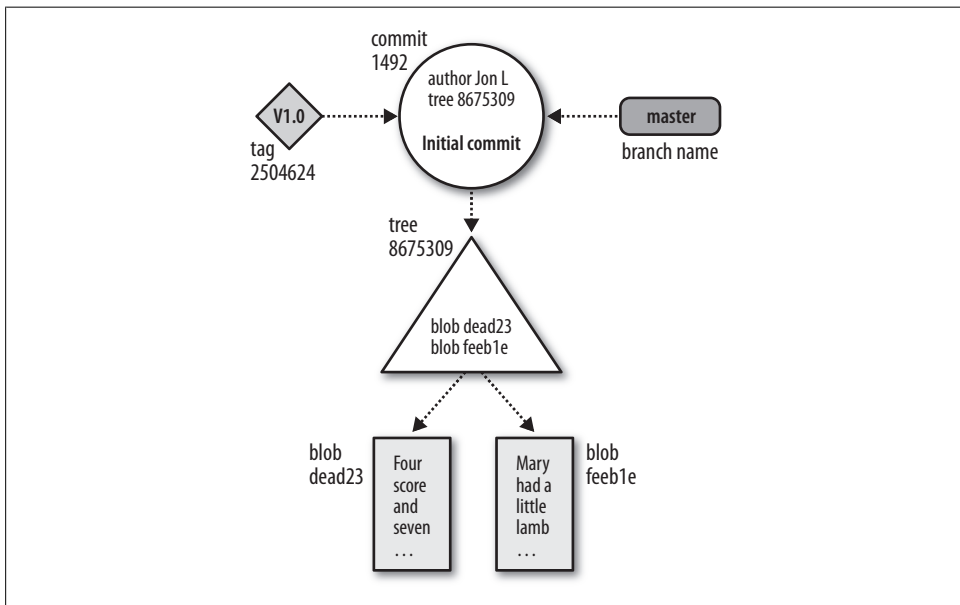 commit
1492
author Jon L
tree 8675309
Initial commit
V1.0
tag
2504624
master
branch name
tree
8675309
blob dead23
blob feeb1e
blob
dead23
Four
score
and
seven
…
Mary
had a
little
lamb
…
blob
feeb1e